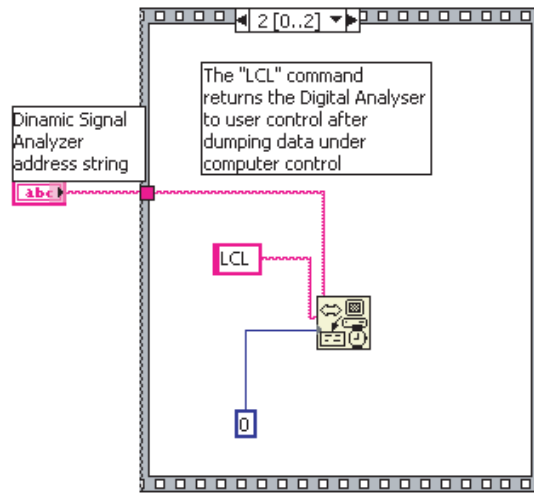 2 [0..2]
The "LCL" command
returns the Digital Analyser
to user control after
dumping data under
computer control
Dinamic Signal
Analyzer
address string
abc
LCL
0